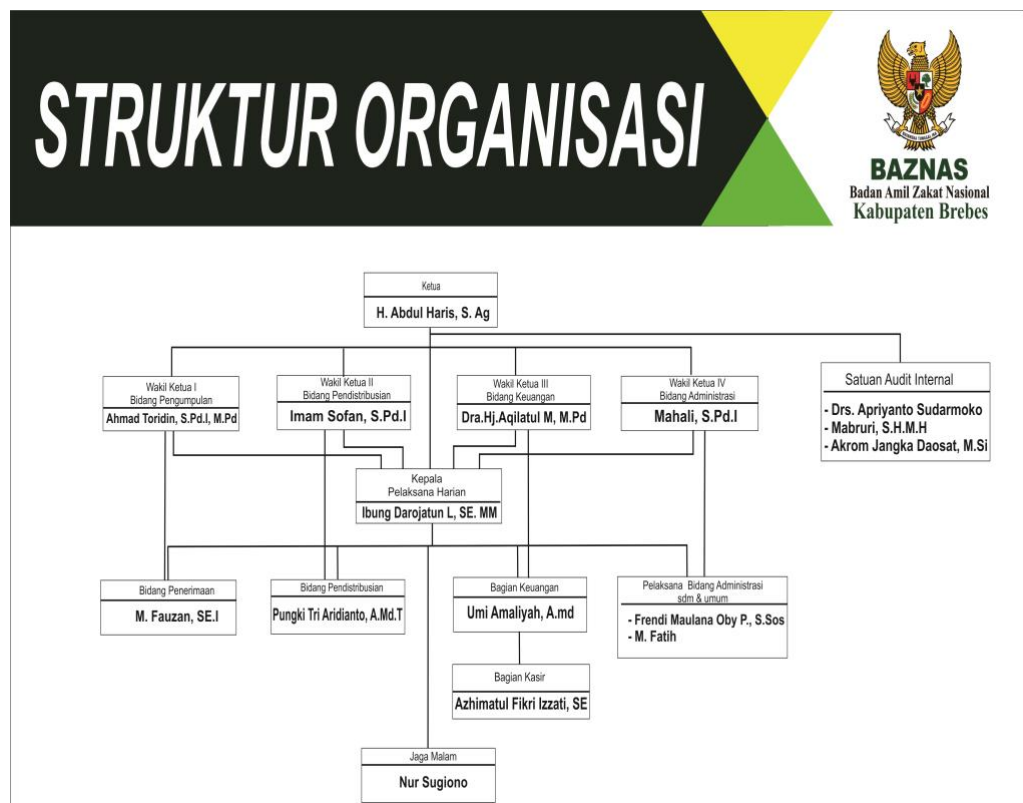 STRUKTUR ORGANISASI
BAZNAS
Badan Amil Zakat Nasional
Kabupaten Brebes
Ketua
H. Abdul Haris, S. Ag
Wakil Ketua I
Bidang Pengumpulan
Ahmad Toridin, S.Pd.I, M.Pd
Wakil Ketua II
Bidang Pendistribusian
Imam Sofan, S.Pd.I
Wakil Ketua III
Bidang Keuangan
Dra.Hj.Aqilatul M, M.Pd
Wakil Ketua IV
Bidang Administrasi
Mahali, S.Pd.I
Satuan Audit Internal
- Drs. Apriyanto Sudarmoko
- Mabruri, S.H.M.H
- Akrom Jangka Daosat, M.Si
Kepala
Pelaksana Harian
Ibung Darojatun L, SE. MM
Bidang Penerimaan
M. Fauzan, SE.I
Bidang Pendistribusian
Pungki Tri Aridianto, A.Md.T
Bagian Keuangan
Umi Amaliyah, A.md
Pelaksana Bidang Administrasi
sdm & umum
- Frendi Maulana Oby P., S.Sos
- M. Fatih
Bagian Kasir
Azhimatul Fikri Izzati, SE
Jaga Malam
Nur Sugiono